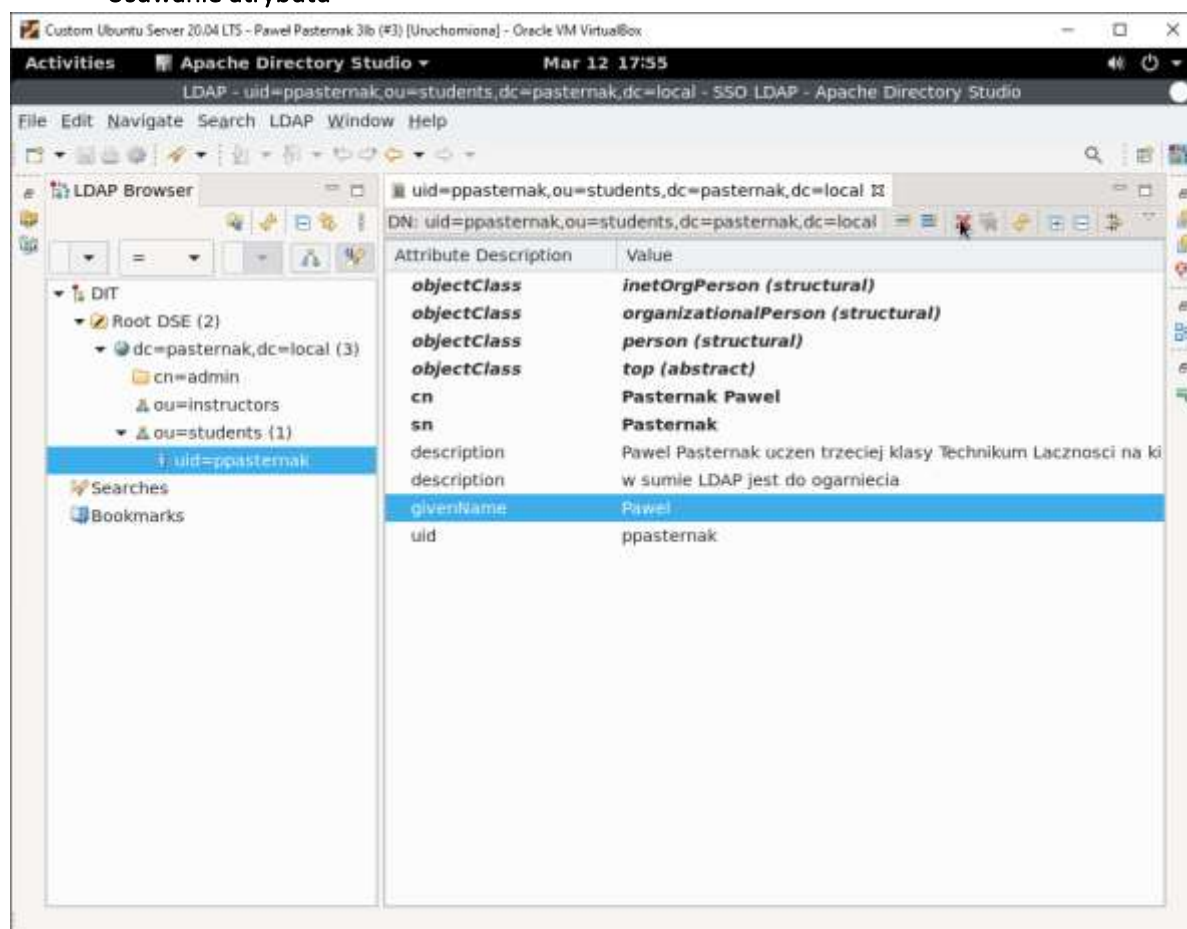 Usuwanie atrybutu
Custom Ubuntu Server 20.04 LTS - Paweł Pasternak 3lb (#3) [Uruchomiona] - Oracle VM VirtualBox
Activities Apache Directory Studio Mar 12 17:55
LDAP - uid=ppasternak,ou=students,dc=pasternak,dc=local - SSO LDAP - Apache Directory Studio
File Edit Navigate Search LDAP Window Help
LDAP Browser uid=ppasternak,ou=students,dc=pasternak,dc=local
DN: uid=ppasternak,ou=students,dc=pasternak,dc=local
= Attribute Description Value
DIT
Root DSE (2)
dc=pasternak,dc=local (3)
cn=admin
ou=instructors
ou=students (1)
uid=ppasternak
Searches
Bookmarks
objectClass inetOrgPerson (structural)
objectClass organizationalPerson (structural)
objectClass person (structural)
objectClass top (abstract)
cn Pasternak Pawel
sn Pasternak
description Pawel Pasternak uczen trzeciej klasy Technikum Lacznosci na ki
description w sumie LDAP jest do ogarniecia
givenName Pawel
uid ppasternak